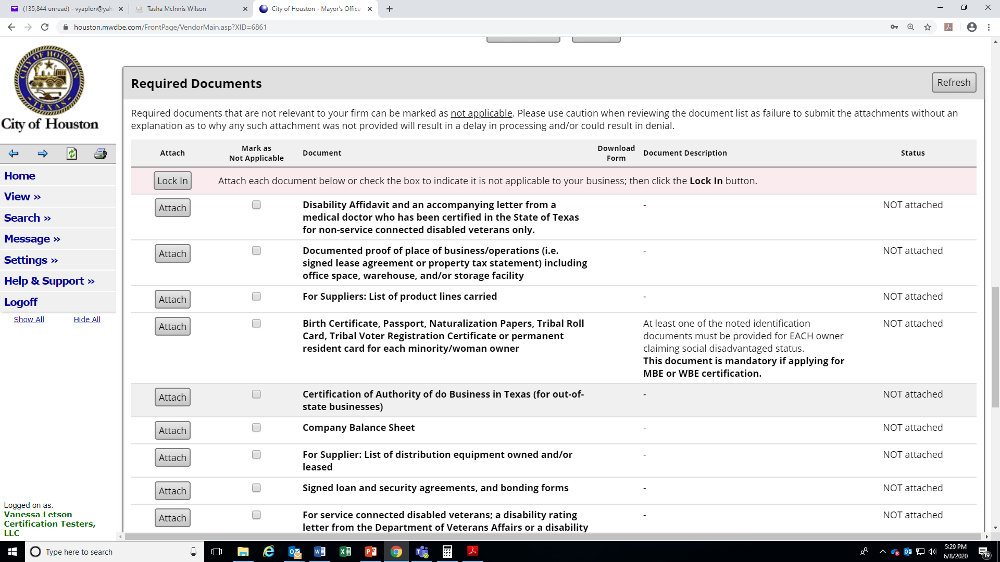 (135,844 unread) - vyaplon@yah
Tasha McInnis Wilson
City of Houston - Mayor's Office
houston.mwdbe.com/FrontPage/VendorMain.asp?XID=6861
CITY OF HOUSTON
TEXAS
City of Houston
Home
View »
Search »
Message »
Settings »
Help & Support »
Logoff
Show All
Hide All
Logged on as:
Vanessa Letson
Certification Testers,
LLC
Required Documents
Refresh
Required documents that are not relevant to your firm can be marked as not applicable. Please use caution when reviewing the document list as failure to submit the attachments without an
explanation as to why any such attachment was not provided will result in a delay in processing and/or could result in denial.
Attach
Mark as
Not Applicable
Document
Download
Form
Document Description
Status
Lock In
Attach each document below or check the box to indicate it is not applicable to your business; then click the Lock In button.
Attach
Disability Affidavit and an accompanying letter from a
medical doctor who has been certified in the State of Texas
for non-service connected disabled veterans only.
-
NOT attached
Attach
Documented proof of place of business/operations (i.e.
signed lease agreement or property tax statement) including
office space, warehouse, and/or storage facility
-
NOT attached
Attach
For Suppliers: List of product lines carried
-
NOT attached
Attach
Birth Certificate, Passport, Naturalization Papers, Tribal Roll
Card, Tribal Voter Registration Certificate or permanent
resident card for each minority/woman owner
At least one of the noted identification
documents must be provided for EACH owner
claiming social disadvantaged status.
This document is mandatory if applying for
MBE or WBE certification.
NOT attached
Attach
Certification of Authority of do Business in Texas (for out-of-
state businesses)
-
NOT attached
Attach
Company Balance Sheet
-
NOT attached
Attach
For Supplier: List of distribution equipment owned and/or
leased
-
NOT attached
Attach
Signed loan and security agreements, and bonding forms
-
NOT attached
Attach
For service connected disabled veterans; a disability rating
letter from the Department of Veterans Affairs or a disability
-
NOT attached
Type here to search
5:29 PM
6/8/2020
19